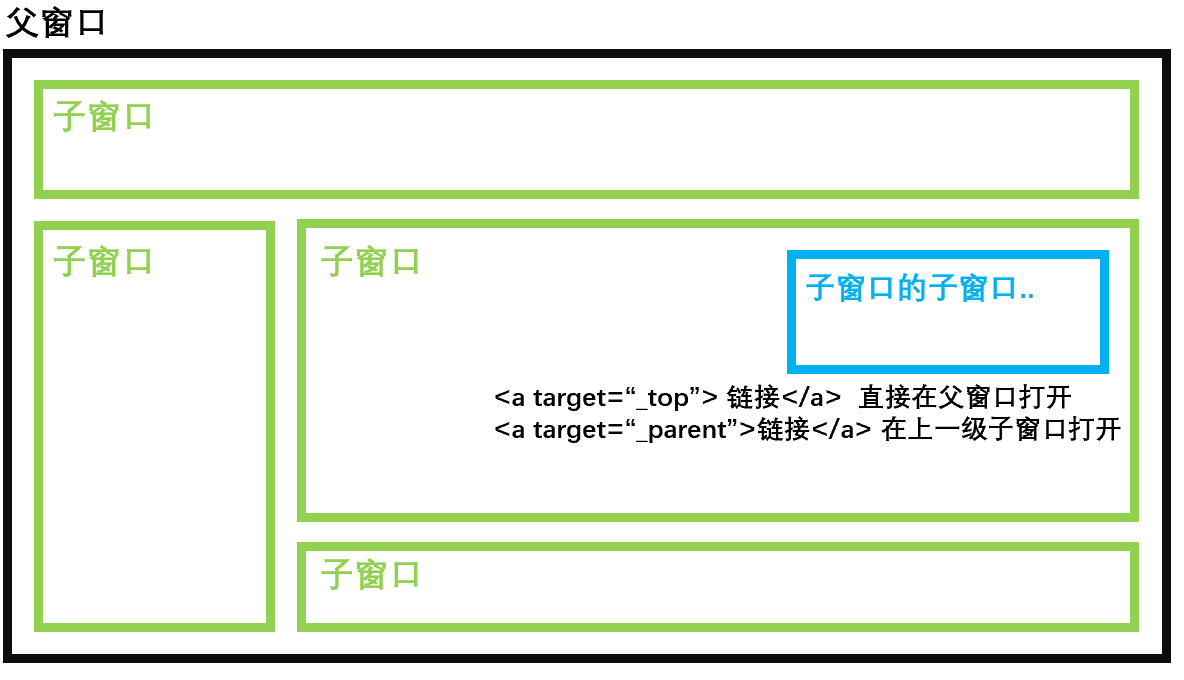 父窗口
子窗口
子窗口
子窗口
子窗口的子窗口..
<a target=“_top”> 链接</a>  直接在父窗口打开
<a target=“_parent”>链接</a> 在上一级子窗口打开
子窗口